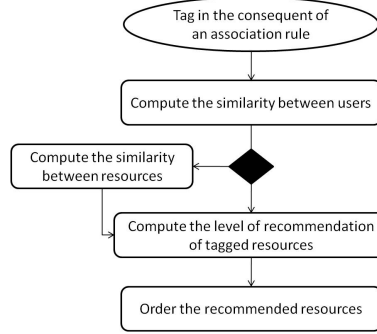 Tag in the consequent of
an association rule
Compute the similarity between users
Compute the similarity
between resources
Compute the level of recommendation
of tagged resources
Order the recommended resources